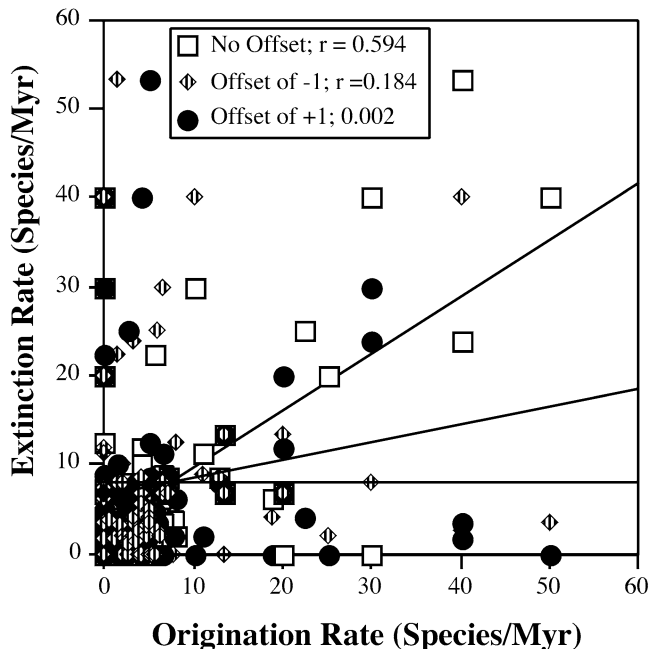 60
50
40
30
20
10
0
Extinction Rate (Species/Myr)
No Offset; r = 0.594
Offset of -1; r =0.184
Offset of +1; 0.002
0 10 20 30 40 50 60
Origination Rate (Species/Myr)